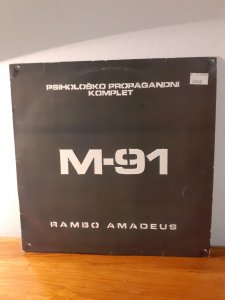 PSIHOLOŠKO PROPAGANDNI
KOMPLET
M-91
RAMBO AMADEUS